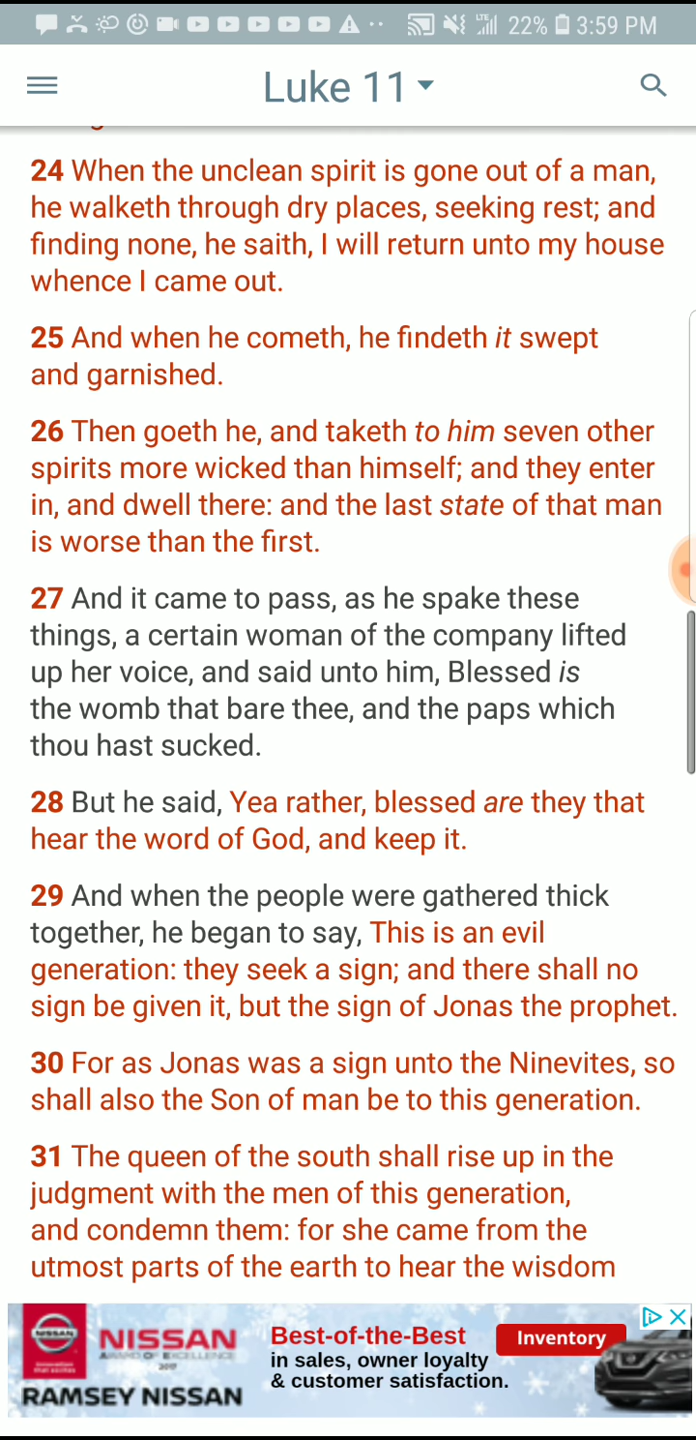 22% 3:59 PM
Luke 11
24 When the unclean spirit is gone out of a man,
he walketh through dry places, seeking rest; and
finding none, he saith, I will return unto my house
whence I came out.
25 And when he cometh, he findeth it swept
and garnished.
26 Then goeth he, and taketh to him seven other
spirits more wicked than himself; and they enter
in, and dwell there: and the last state of that man
is worse than the first.
27 And it came to pass, as he spake these
things, a certain woman of the company lifted
up her voice, and said unto him, Blessed is
the womb that bare thee, and the paps which
thou hast sucked.
28 But he said, Yea rather, blessed are they that
hear the word of God, and keep it.
29 And when the people were gathered thick
together, he began to say, This is an evil
generation: they seek a sign; and there shall no
sign be given it, but the sign of Jonas the prophet.
30 For as Jonas was a sign unto the Ninevites, so
shall also the Son of man be to this generation.
31 The queen of the south shall rise up in the
judgment with the men of this generation,
and condemn them: for she came from the
utmost parts of the earth to hear the wisdom
NISSAN
NISSAN
AWARD OF EXCELLENCE
2017
RAMSEY NISSAN
Best-of-the-Best
in sales, owner loyalty
& customer satisfaction.
Inventory